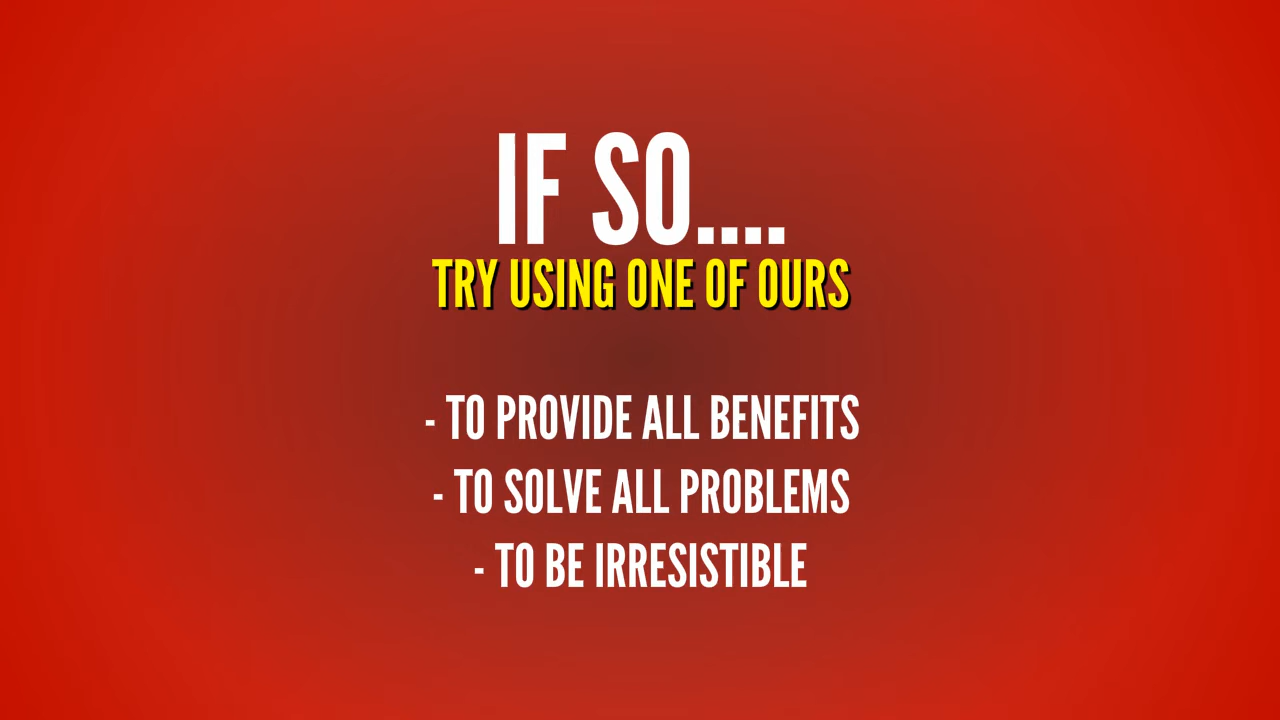 IF SO....
TRY USING ONE OF OURS
- TO PROVIDE ALL BENEFITS
- TO SOLVE ALL PROBLEMS
- TO BE IRRESISTIBLE